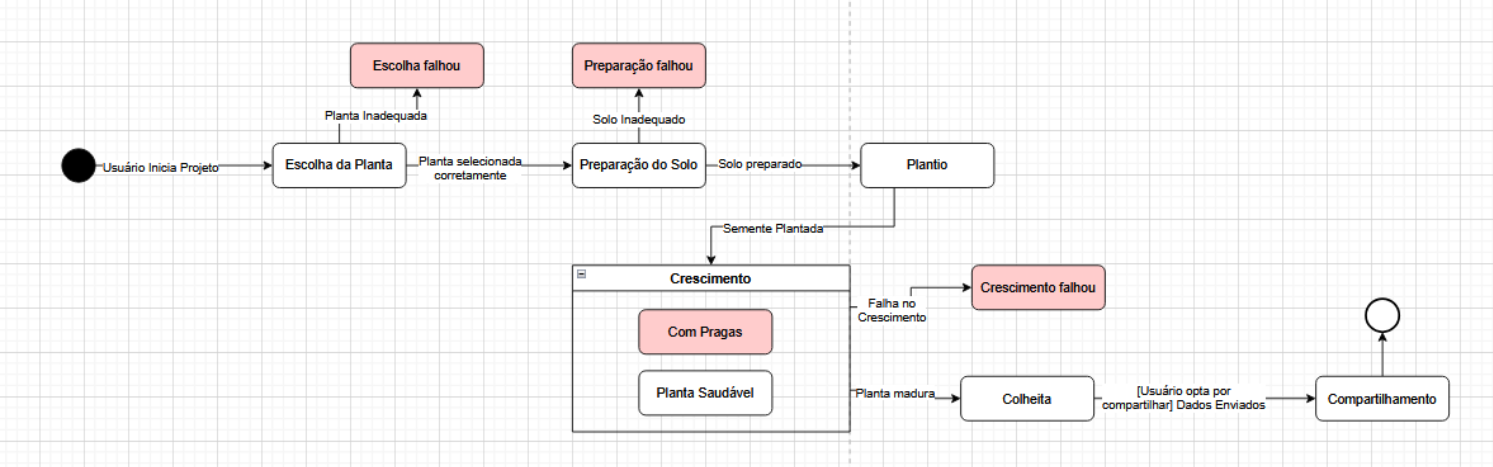 Escolha falhou
Preparação falhou
Planta Inadequada
Solo Inadequado
Usuário Inicia Projeto
Escolha da Planta
Planta selecionada
corretamente
Preparação do Solo
Solo preparado
Plantio
Semente Plantada
Crescimento
Com Pragas
Planta Saudável
Falha no
Crescimento
Crescimento falhou
Planta madura
Colheita
[Usuário opta por
compartilhar] Dados Enviados
Compartilhamento